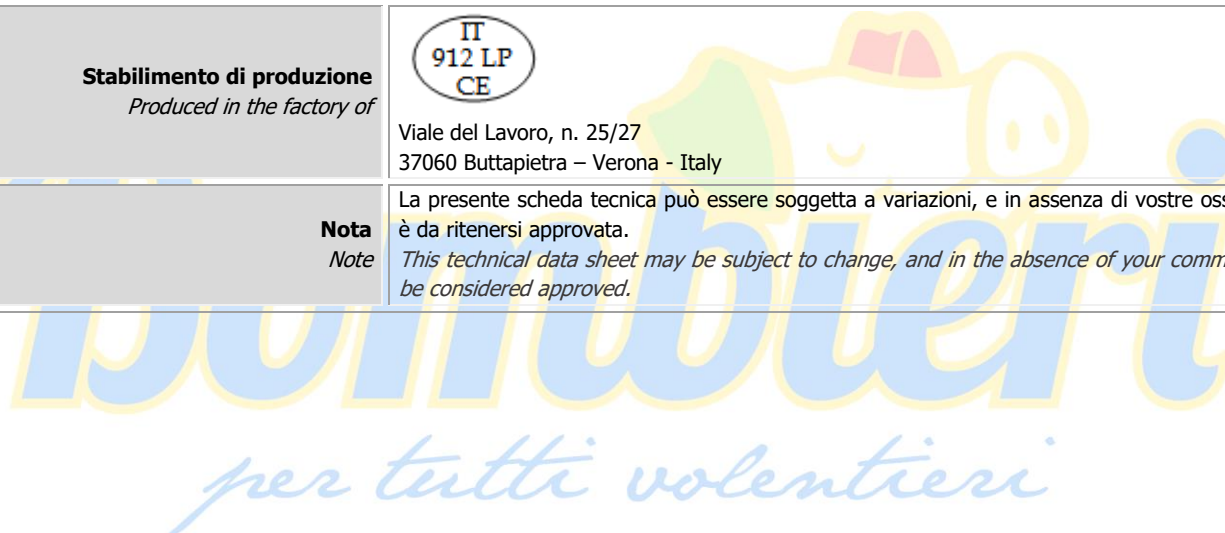 Stabilimento di produzione
Produced in the factory of
IT
912 LP
CE
Viale del Lavoro, n. 25/27
37060 Buttapietra – Verona - Italy
Nota
Note
La presente scheda tecnica può essere soggetta a variazioni, e in assenza di vostre
è da ritenersi approvata.
This technical data sheet may be subject to change, and in the absence of your
be considered approved.
bombieri
per tutti volentieri